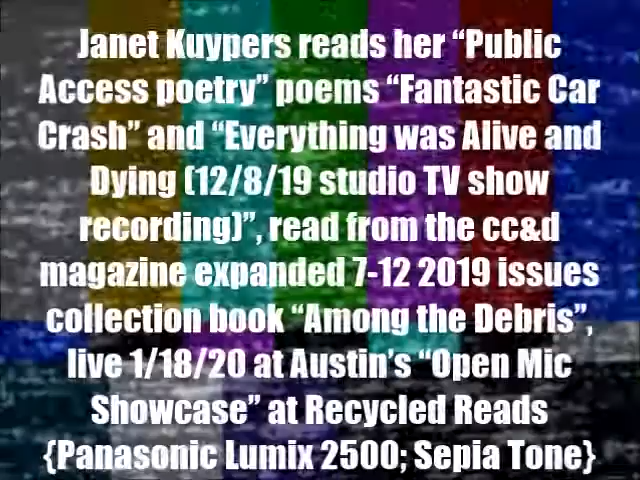 Janet Kuypers reads her “Public
Access poetry” poems “Fantastic Car
Crash” and “Everything was Alive and
Dying (12/8/19 studio TV show
recording)”, read from the cc&d
magazine expanded 7-12 2019 issues
collection book “Among the Debris”,
live 1/18/20 at Austin’s “Open Mic
Showcase” at Recycled Reads
{Panasonic Lumix 2500; Sepia Tone}